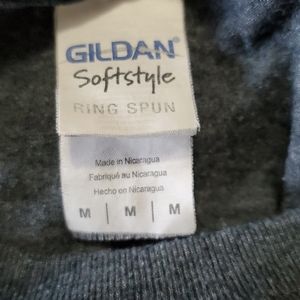 GILDAN®
Softstyle
RING SPUN
Made in Nicaragua
Fabriqué au Nicaragua
Hecho en Nicaragua
M | M | M